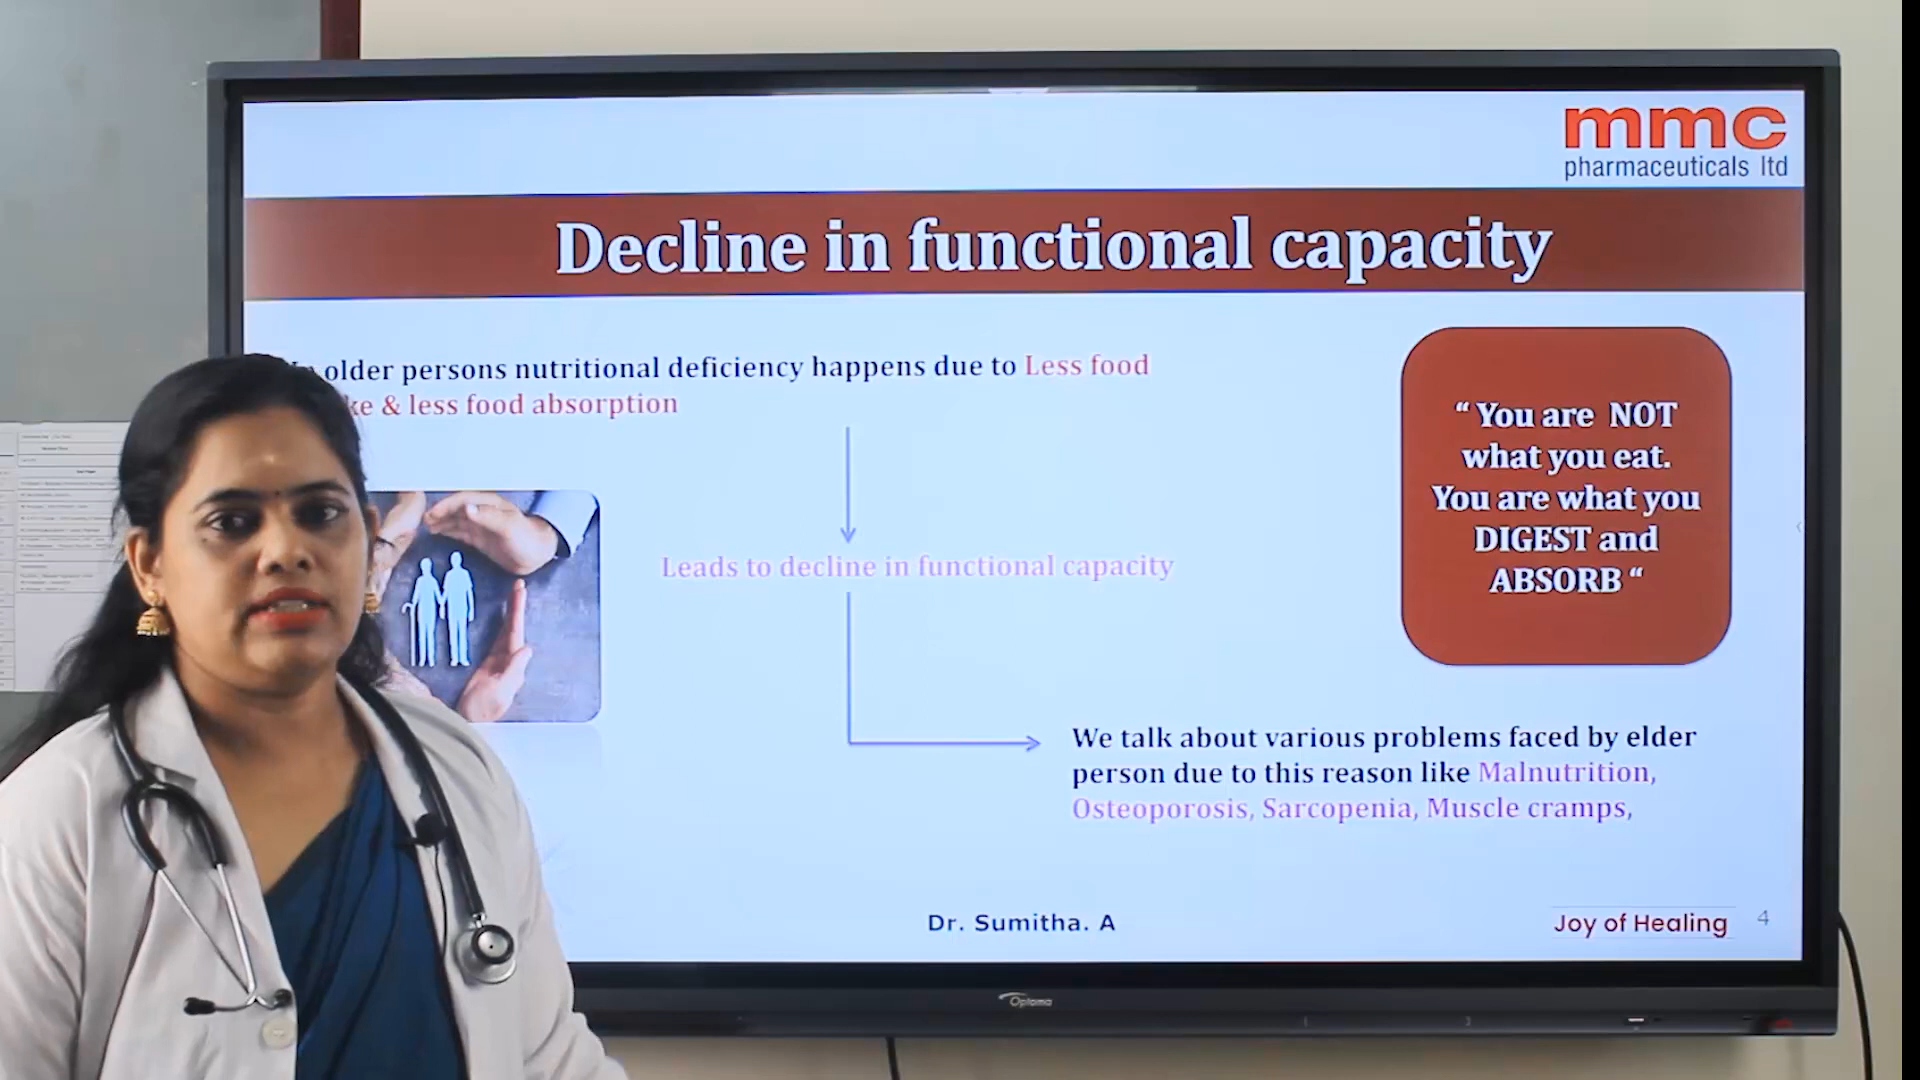 mmc
pharmaceuticals ltd
Decline in functional capacity
older persons nutritional deficiency happens due to Less food
& less food absorption
“ You are NOT
what you eat.
You are what you
DIGEST and
ABSORB “
Leads to decline in functional capacity
We talk about various problems faced by elder
person due to this reason like Malnutrition,
Osteoporosis, Sarcopenia, Muscle cramps,
Dr. Sumitha. A
Joy of Healing
4
Optoma